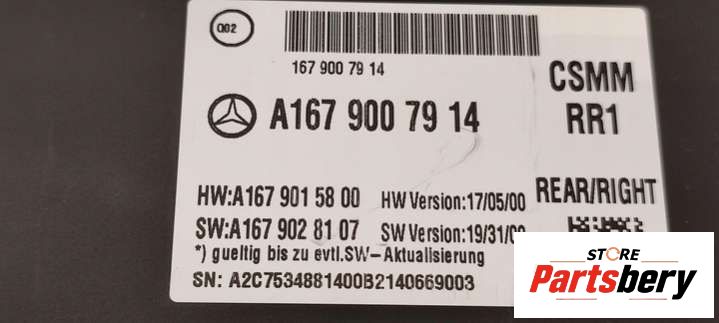 002
167 900 79 14
CSMM
A167 900 79 14
RR1
HW:A167 901 58 00 HW Version:17/05/00
REAR/RIGHT
SW:A167 902 81 07 SW Version:19/31/00
*) gueltig bis zu evtl.SW-Aktualisierung
SN: A2C7534881400B2140669003
STORE
Partsbery